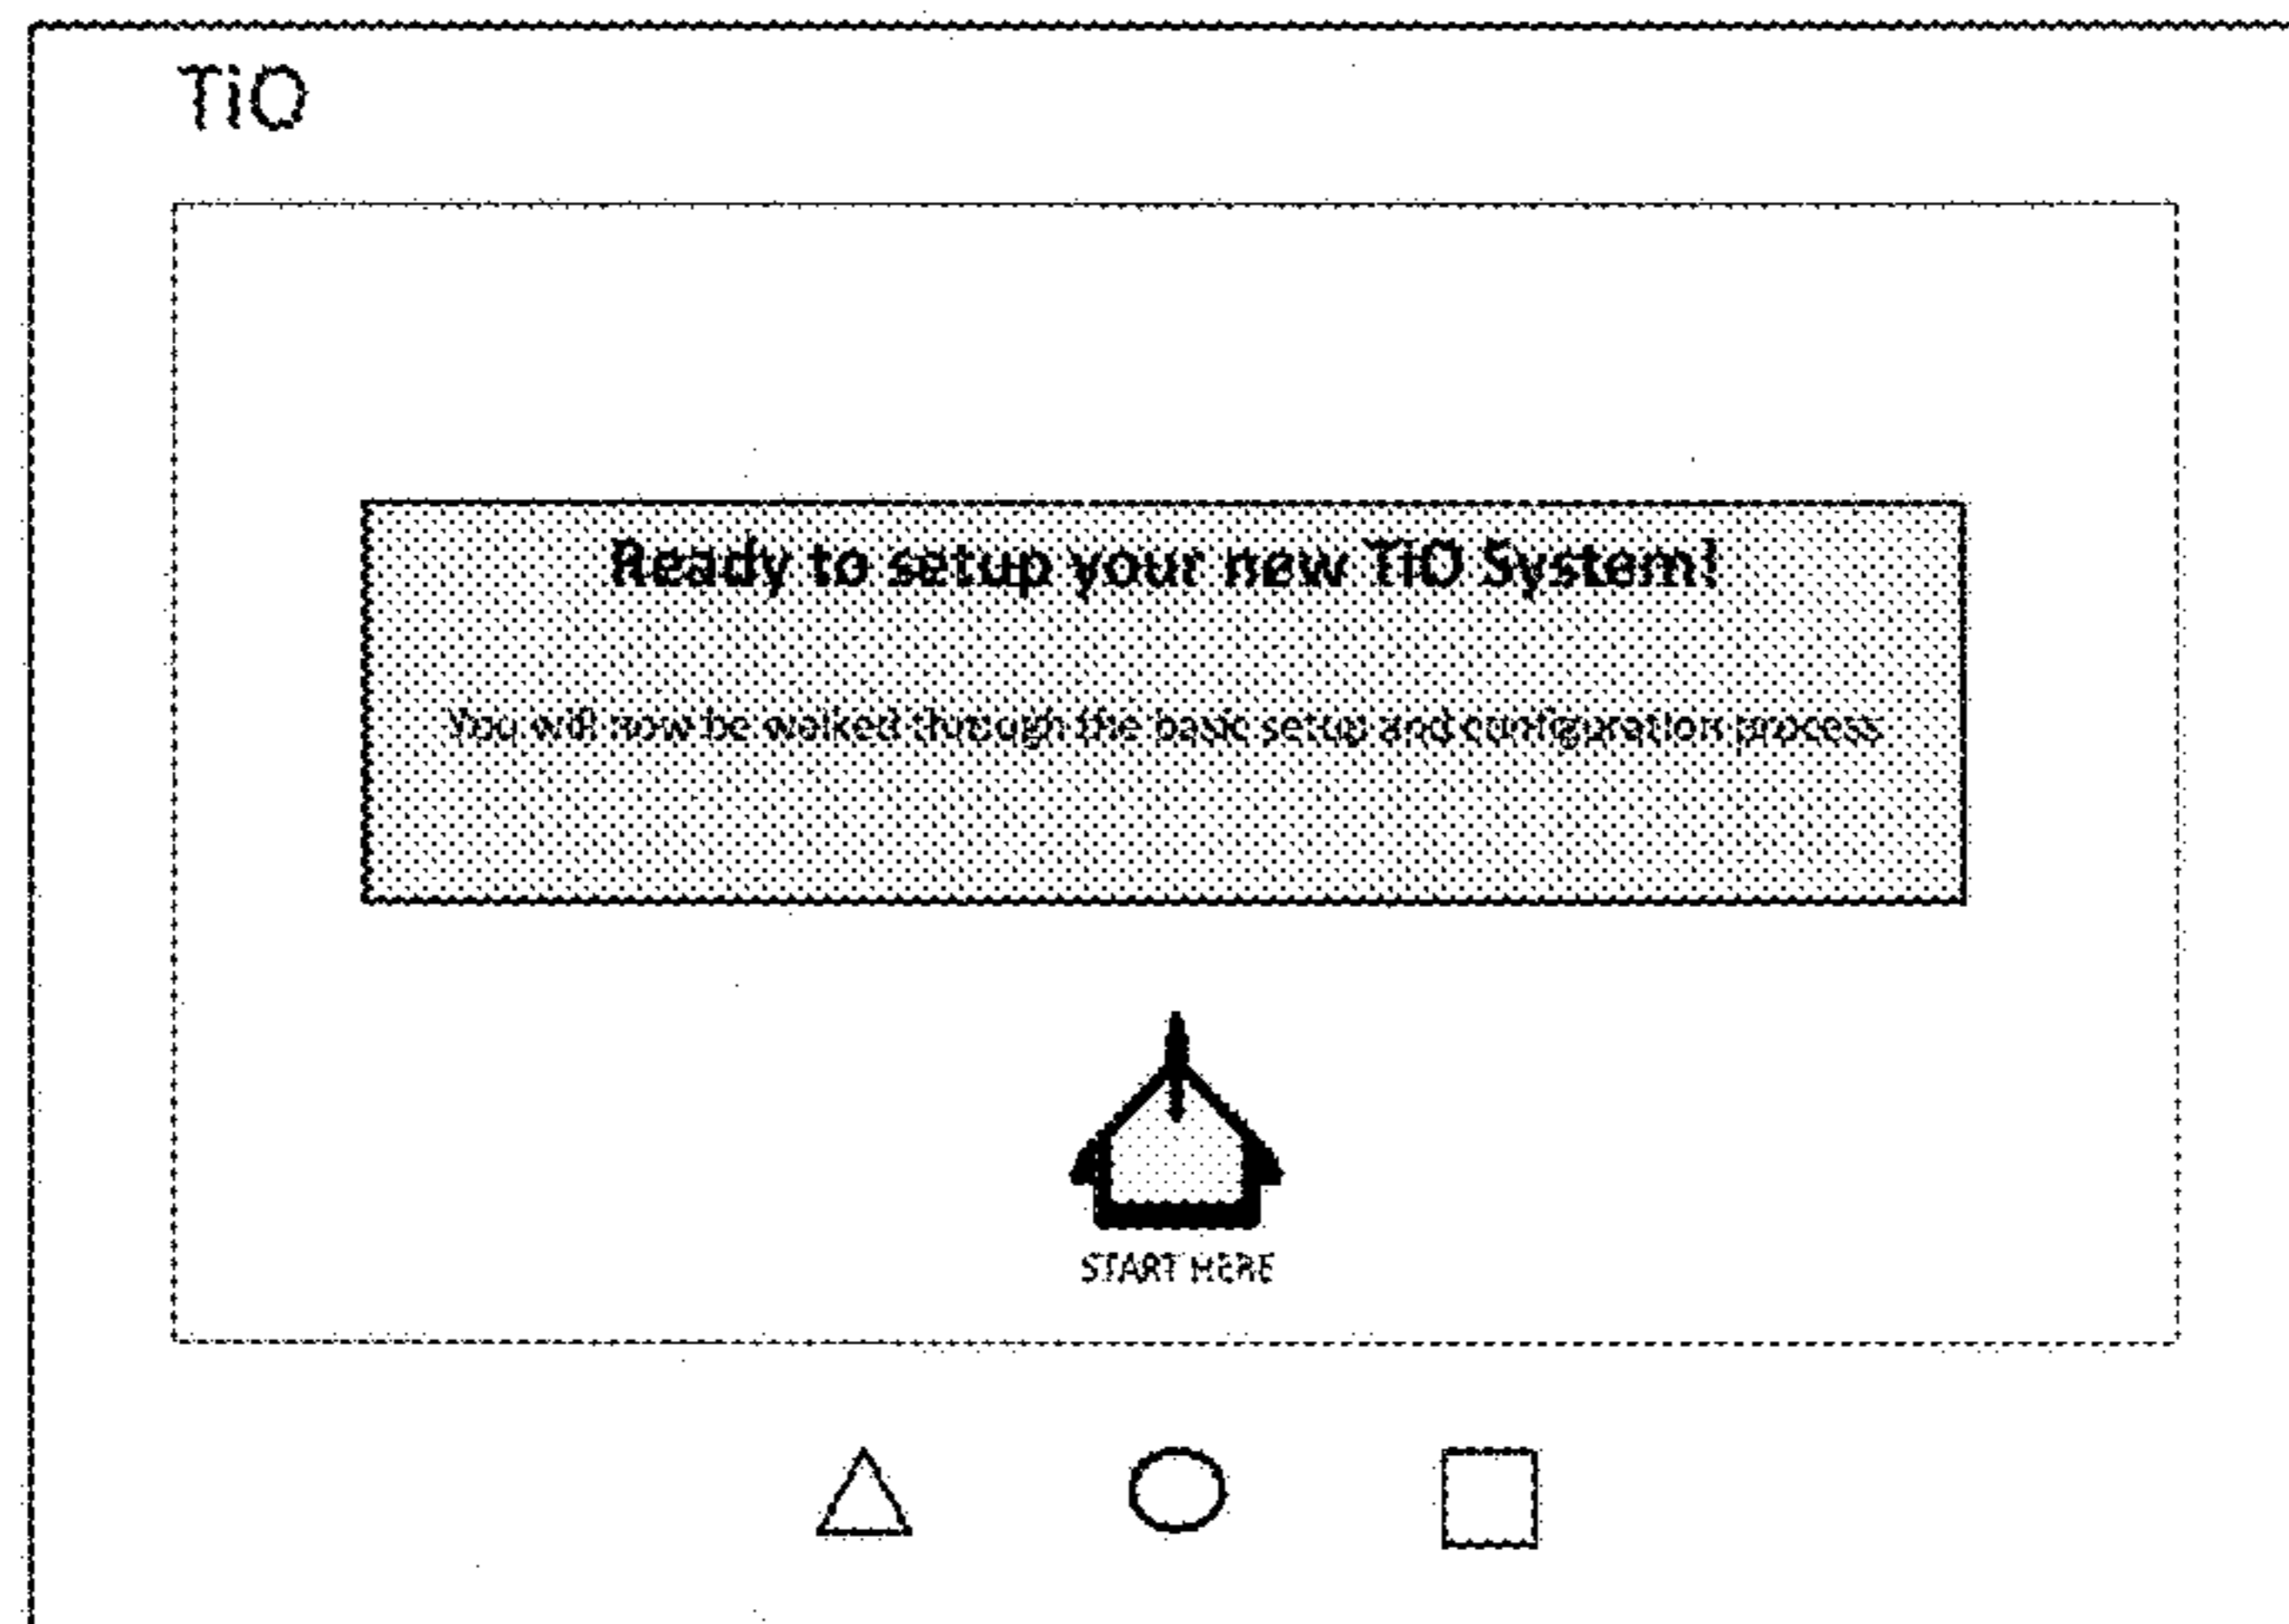 TiO
Ready to setup your new TiO System!
You will now be walked through the basic setup and configuration process
START HERE